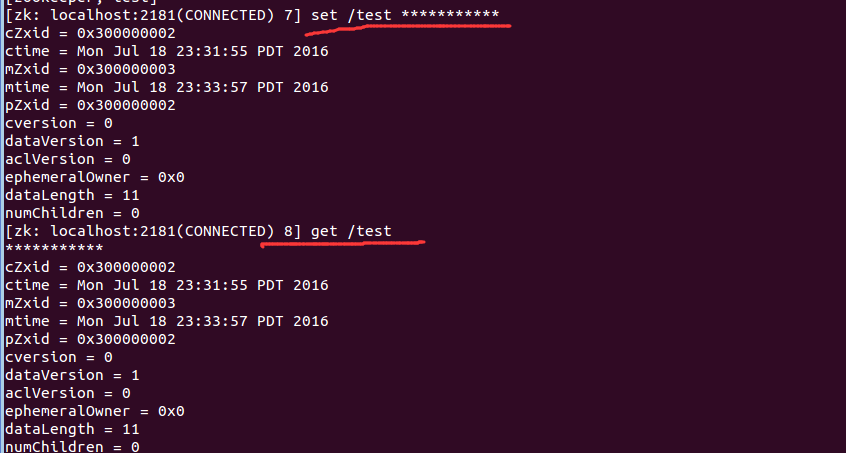 [zookeeper, test]
[zk: localhost:2181(CONNECTED) 7] set /test ***********
cZxid = 0x300000002
ctime = Mon Jul 18 23:31:55 PDT 2016
mZxid = 0x300000003
mtime = Mon Jul 18 23:33:57 PDT 2016
pZxid = 0x300000002
cversion = 0
dataVersion = 1
aclVersion = 0
ephemeralOwner = 0x0
dataLength = 11
numChildren = 0
[zk: localhost:2181(CONNECTED) 8] get /test
***********
cZxid = 0x300000002
ctime = Mon Jul 18 23:31:55 PDT 2016
mZxid = 0x300000003
mtime = Mon Jul 18 23:33:57 PDT 2016
pZxid = 0x300000002
cversion = 0
dataVersion = 1
aclVersion = 0
ephemeralOwner = 0x0
dataLength = 11
numChildren = 0